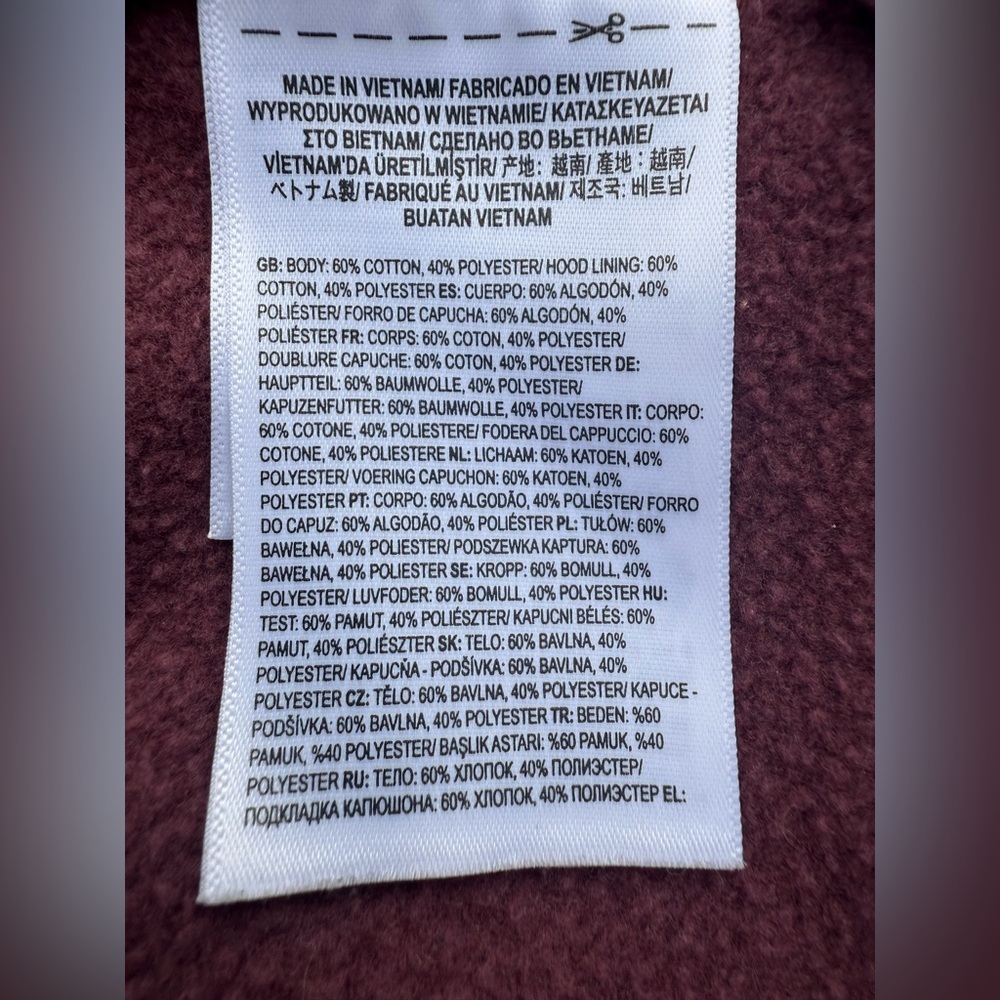 MADE IN VIETNAM/ FABRICADO EN VIETNAM/
WYPRODUKOWANO W WIETNAMIE/ ΚΑΤΑΣΚΕΥΑΖΕΤΑΙ
ΣΤΟ ΒΙΕΤΝΑΜ/ СДЕЛАНО ВО ВЬЕТНАМЕ/
VİETNAM'DA ÜRETİLMİŞTİR/ 产地: 越南/ 產地: 越南/
ベトナム製/ FABRIQUÉ AU VIETNAM/ 제조국: 베트남/
BUATAN VIETNAM
GB: BODY: 60% COTTON, 40% POLYESTER/ HOOD LINING: 60%
COTTON, 40% POLYESTER ES: CUERPO: 60% ALGODÓN, 40%
POLIÉSTER/ FORRO DE CAPUCHA: 60% ALGODÓN, 40%
POLIÉSTER FR: CORPS: 60% COTON, 40% POLYESTER/
DOUBLURE CAPUCHE: 60% COTON, 40% POLYESTER DE:
HAUPTTEIL: 60% BAUMWOLLE, 40% POLYESTER/
KAPUZENFUTTER: 60% BAUMWOLLE, 40% POLYESTER IT: CORPO:
60% COTONE, 40% POLIESTERE/ FODERA DEL CAPPUCCIO: 60%
COTONE, 40% POLIESTERE NL: LICHAAM: 60% KATOEN, 40%
POLYESTER/ VOERING CAPUCHON: 60% KATOEN, 40%
POLYESTER PT: CORPO: 60% ALGODÃO, 40% POLIÉSTER/ FORRO
DO CAPUZ: 60% ALGODÃO, 40% POLIÉSTER PL: TUŁÓW: 60%
BAWEŁNA, 40% POLIESTER/ PODSZEWKA KAPTURA: 60%
BAWEŁNA, 40% POLIESTER SE: KROPP: 60% BOMULL, 40%
POLYESTER/ LUVFODER: 60% BOMULL, 40% POLYESTER HU:
TEST: 60% PAMUT, 40% POLIÉSZTER/ KAPUCNI BÉLÉS: 60%
PAMUT, 40% POLIÉSZTER SK: TELO: 60% BAVLNA, 40%
POLYESTER/ KAPUCŇA - PODŠÍVKA: 60% BAVLNA, 40%
POLYESTER CZ: TĚLO: 60% BAVLNA, 40% POLYESTER/ KAPUCE -
PODŠÍVKA: 60% BAVLNA, 40% POLYESTER TR: BEDEN: %60
PAMUK, %40 POLYESTER/ BAŞLIK ASTARI: %60 PAMUK, %40
POLYESTER RU: ТЕЛО: 60% ХЛОПОК, 40% ПОЛИЭСТЕР/
ПОДКЛАДКА КАПЮШОНА: 60% ХЛОПОК, 40% ПОЛИЭСТЕР EL: